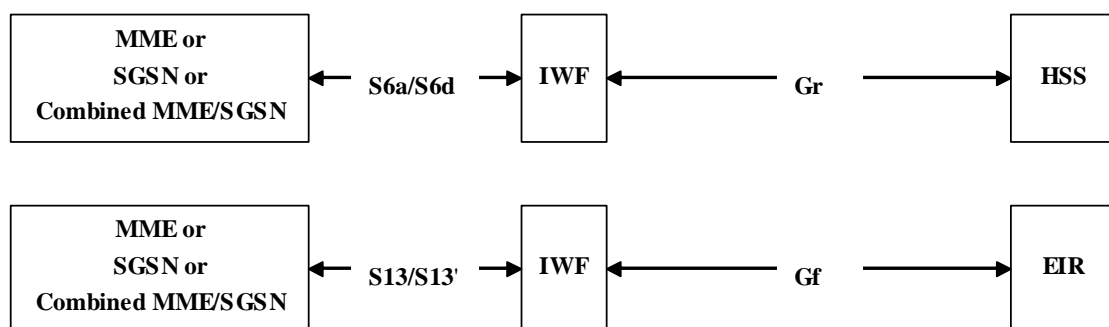 MME or
SGSN or
Combined MME/SGSN
S6a/S6d
IWF
Gr
HSS
MME or
SGSN or
Combined MME/SGSN
S13/S13'
IWF
Gf
EIR